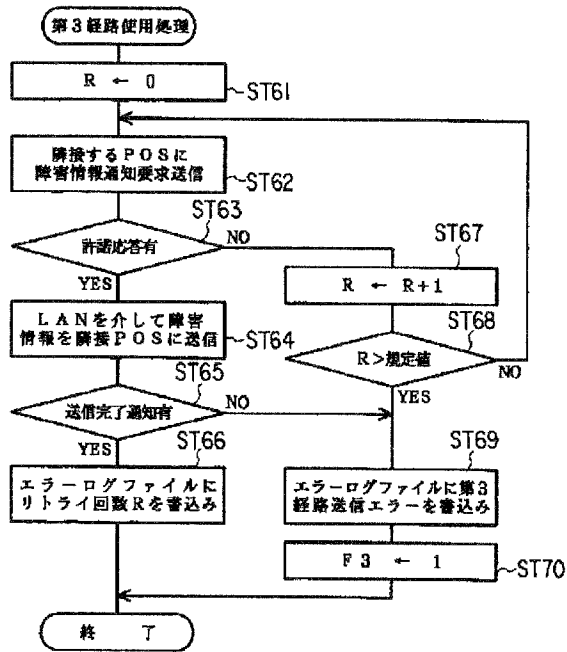 第3経路使用処理
R ← 0
ST61
隣接するPOSに
障害情報通知要求送信
ST62
ST63
許諾応答有
NO
YES
ST67
R ← R+1
LANを介して障害
情報を隣接POSに送信
ST64
ST68
R>規定値
NO
YES
ST65
送信完了通知有
NO
YES
ST66
エラーログファイルに
リトライ回数Rを書込み
ST69
エラーログファイルに第3
経路送信エラーを書込み
F3 ← 1
ST70
終 了